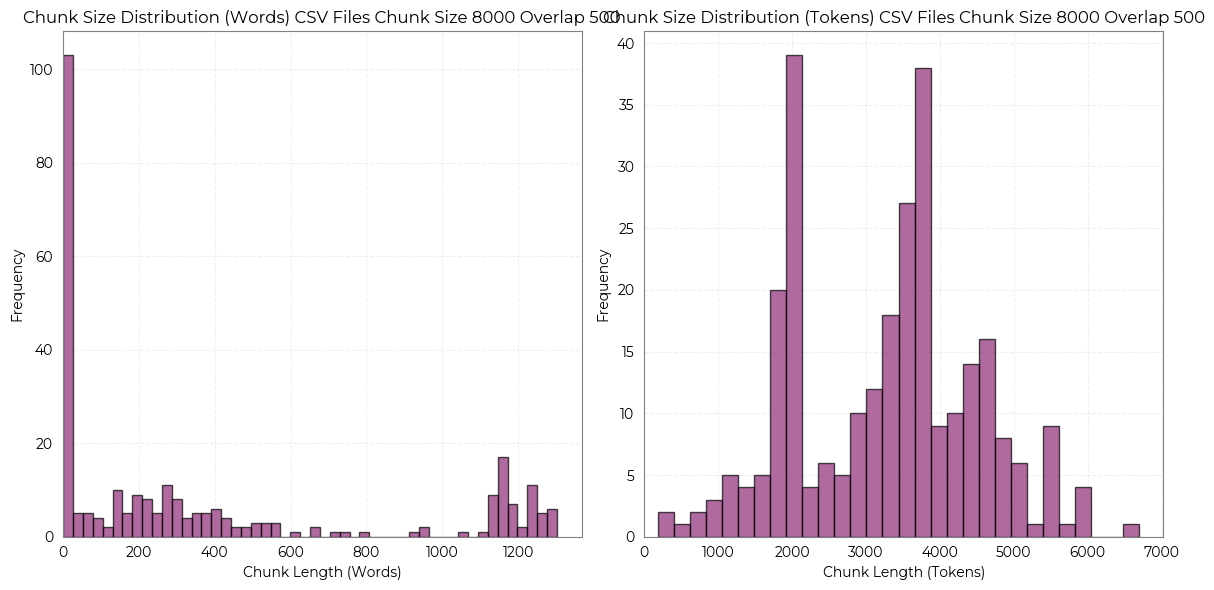 Chunk Size Distribution (Words) CSV Files Chunk Size 8000 Overlap 500
Frequency
100
80
60
40
20
0
0 200 400 600 800 1000 1200
Chunk Length (Words)
Chunk Size Distribution (Tokens) CSV Files Chunk Size 8000 Overlap 500
Frequency
40
35
30
25
20
15
10
5
0
0 1000 2000 3000 4000 5000 6000 7000
Chunk Length (Tokens)